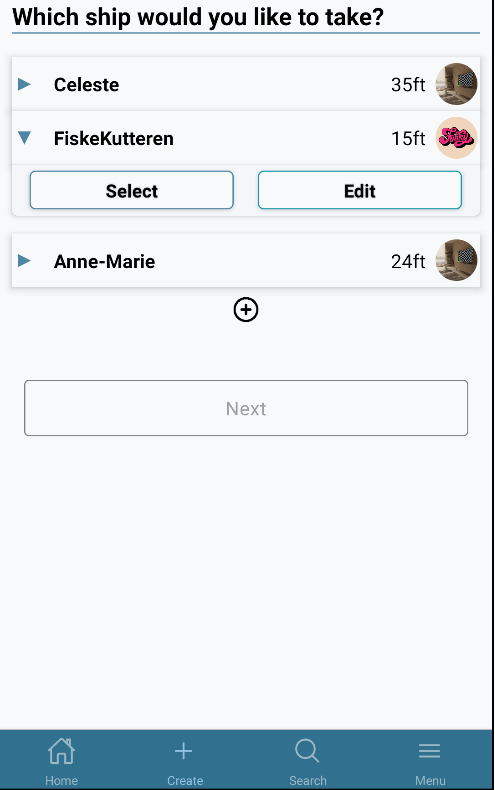 Which ship would you like to take?
Celeste 35ft
FiskeKutteren 15ft
Select Edit
Anne-Marie 24ft
Next
Home Create Search Menu